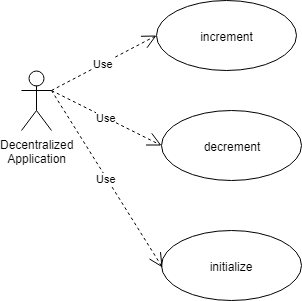 increment
Use
Use
decrement
Decentralized
Application
Use
initialize